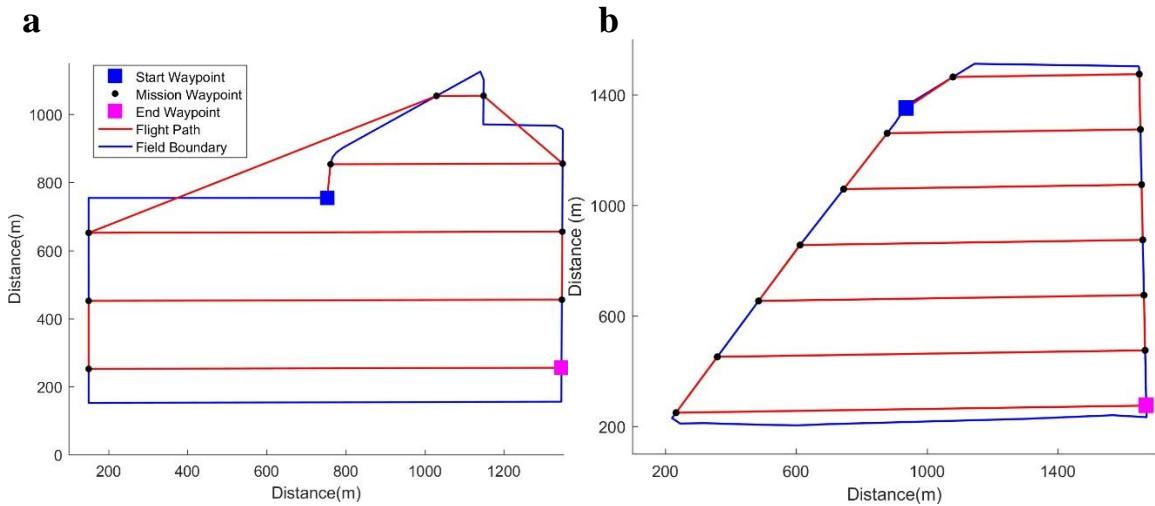 a
Start Waypoint
Mission Waypoint
End Waypoint
Flight Path
Field Boundary
1000
800
600
400
200
0
Distance(m)
200
400
600
800
1000
1200
Distance(m)
b
1400
1000
600
200
Distance (m)
200
600
1000
1400
Distance(m)